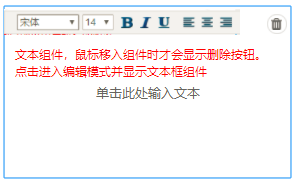 宋体 14 B I U
文本组件，鼠标移入组件时才会显示删除按钮。
点击进入编辑模式并显示文本框组件
单击此处输入文本